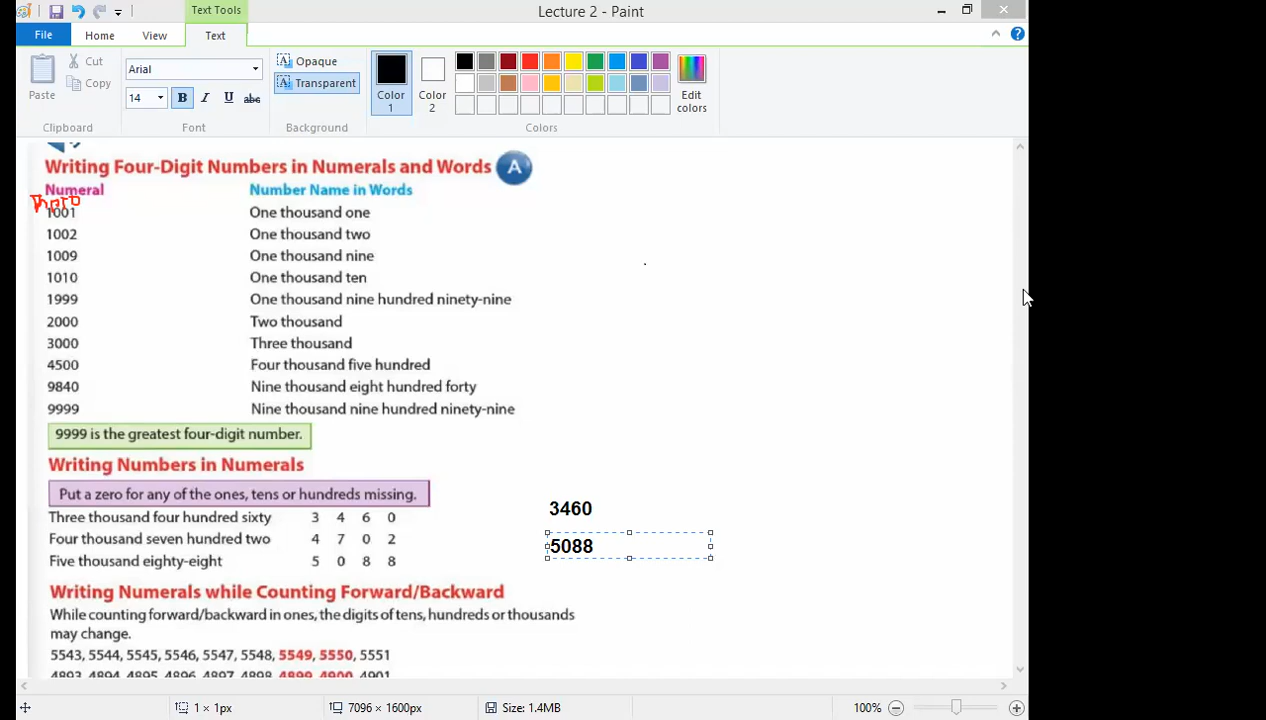 Text Tools
Lecture 2 - Paint
File Home View Text
Paste
Cut
Copy
Clipboard
Arial
14 B I U abc
Font
Opaque
Transparent
Background
Color 1
Color 2
Edit colors
Colors
Writing Four-Digit Numbers in Numerals and Words A
Numeral Number Name in Words
1001 One thousand one
1002 One thousand two
1009 One thousand nine
1010 One thousand ten
1999 One thousand nine hundred ninety-nine
2000 Two thousand
3000 Three thousand
4500 Four thousand five hundred
9840 Nine thousand eight hundred forty
9999 Nine thousand nine hundred ninety-nine
9999 is the greatest four-digit number.
Writing Numbers in Numerals
Put a zero for any of the ones, tens or hundreds missing.
Three thousand four hundred sixty 3 4 6 0
3460
Four thousand seven hundred two 4 7 0 2
5088
Five thousand eighty-eight 5 0 8 8
Writing Numerals while Counting Forward/Backward
While counting forward/backward in ones, the digits of tens, hundreds or thousands
may change.
5543, 5544, 5545, 5546, 5547, 5548, 5549, 5550, 5551
4893, 4894, 4895, 4896, 4897, 4898, 4899, 4900, 4901
1 × 1px
7096 × 1600px
Size: 1.4MB
100%